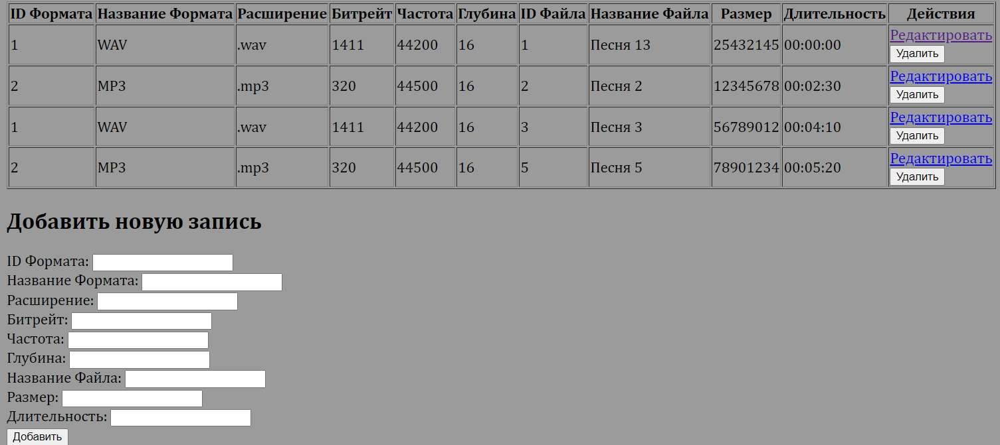 ID Формата Название Формата Расширение Битрейт Частота Глубина ID Файла Название Файла Размер Длительность Действия
1 WAV .wav 1411 44200 16 1 Песня 13 25432145 00:00:00 Редактировать
Удалить
2 MP3 .mp3 320 44500 16 2 Песня 2 12345678 00:02:30 Редактировать
Удалить
1 WAV .wav 1411 44200 16 3 Песня 3 56789012 00:04:10 Редактировать
Удалить
2 MP3 .mp3 320 44500 16 5 Песня 5 78901234 00:05:20 Редактировать
Удалить
Добавить новую запись
ID Формата:
Название Формата:
Расширение:
Битрейт:
Частота:
Глубина:
Название Файла:
Размер:
Длительность:
Добавить